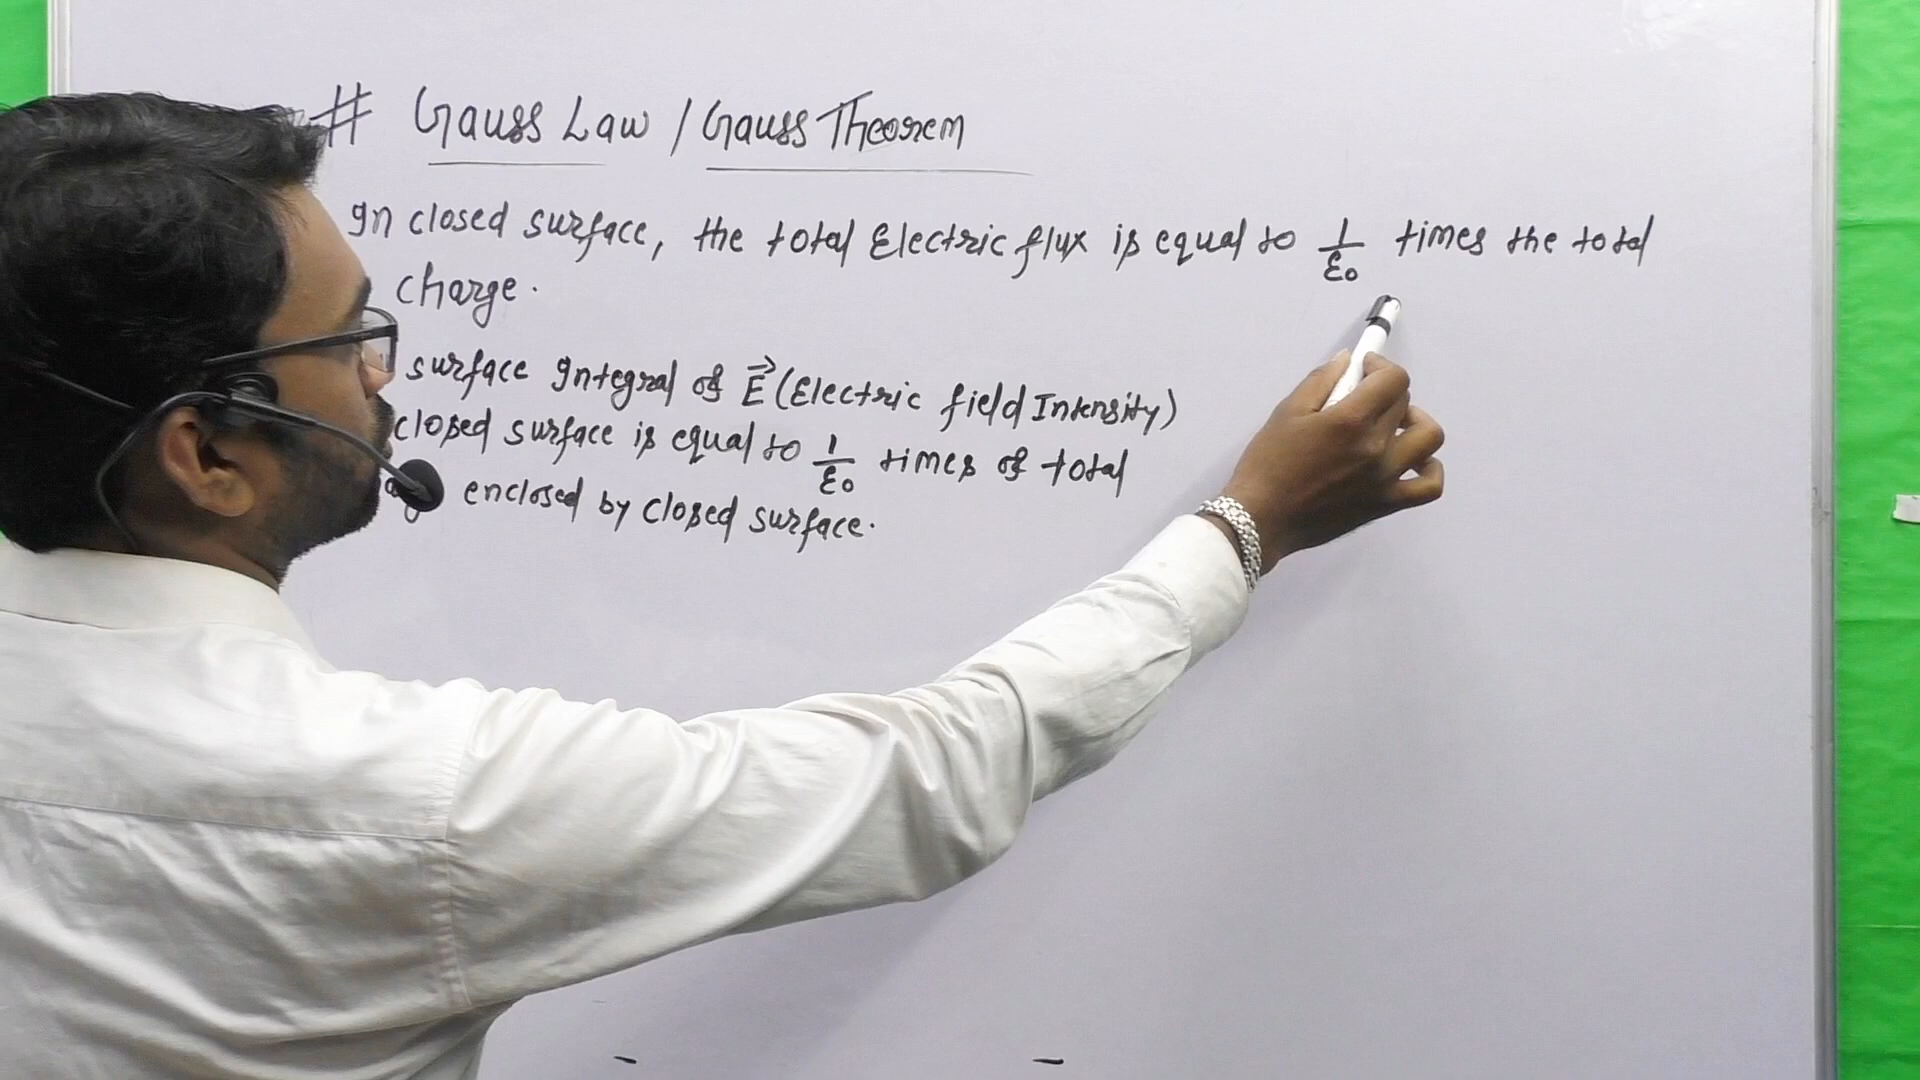 # Gauss Law / Gauss Theorem
In closed surface, the total Electric flux is equal to 1/ε0 times the total
charge.
surface Integral of E⃗ (Electric field Intensity)
closed surface is equal to 1/ε0 times of total
enclosed by closed surface.